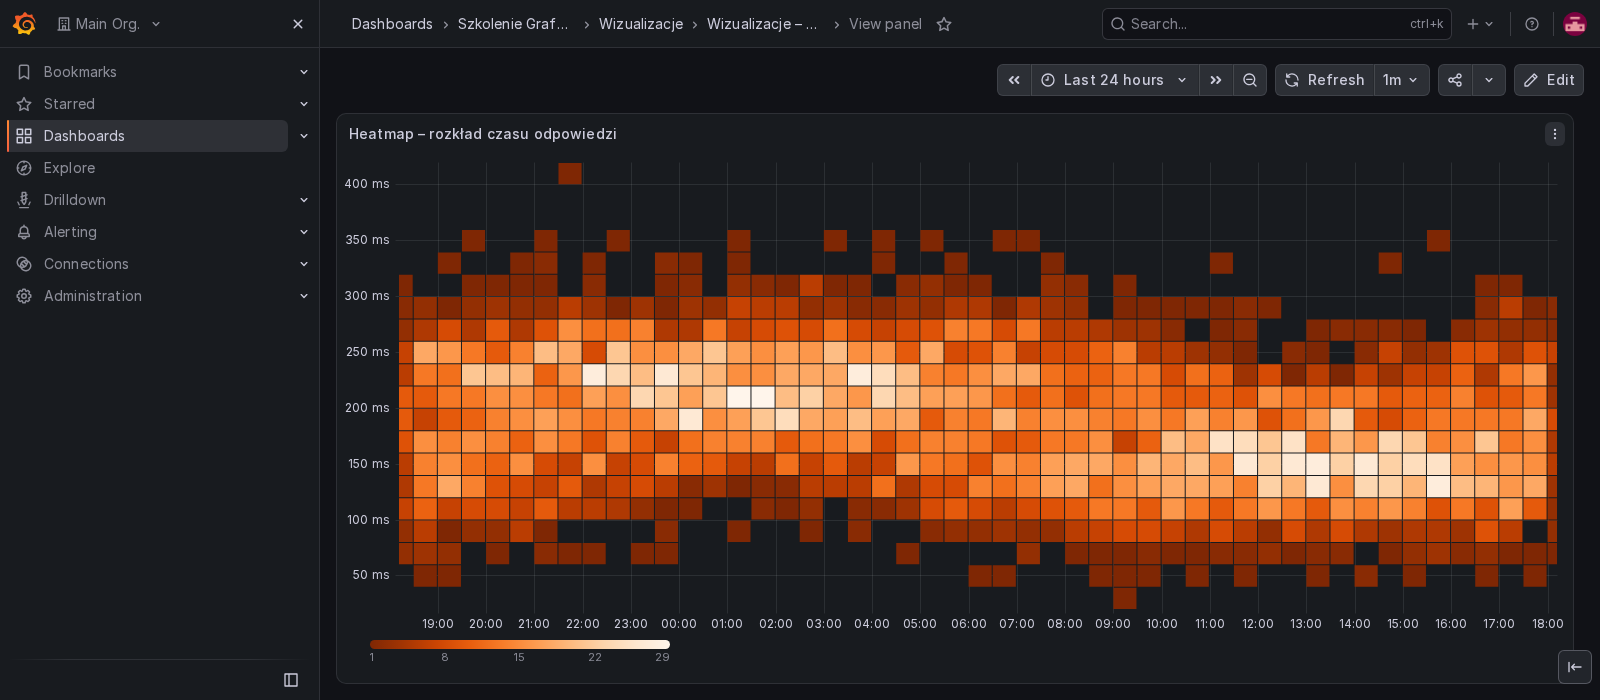 Main Org.
Dashboards > Szkolenie Graf... > Wizualizacje > Wizualizacje – ... > View panel
Search...
ctrl+k
Bookmarks
Starred
Dashboards
Explore
Drilldown
Alerting
Connections
Administration
Last 24 hours
Refresh
1m
Edit
Heatmap – rozkład czasu odpowiedzi
400 ms
350 ms
300 ms
250 ms
200 ms
150 ms
100 ms
50 ms
19:00 20:00 21:00 22:00 23:00 00:00 01:00 02:00 03:00 04:00 05:00 06:00 07:00 08:00 09:00 10:00 11:00 12:00 13:00 14:00 15:00 16:00 17:00 18:00
1 8 15 22 29